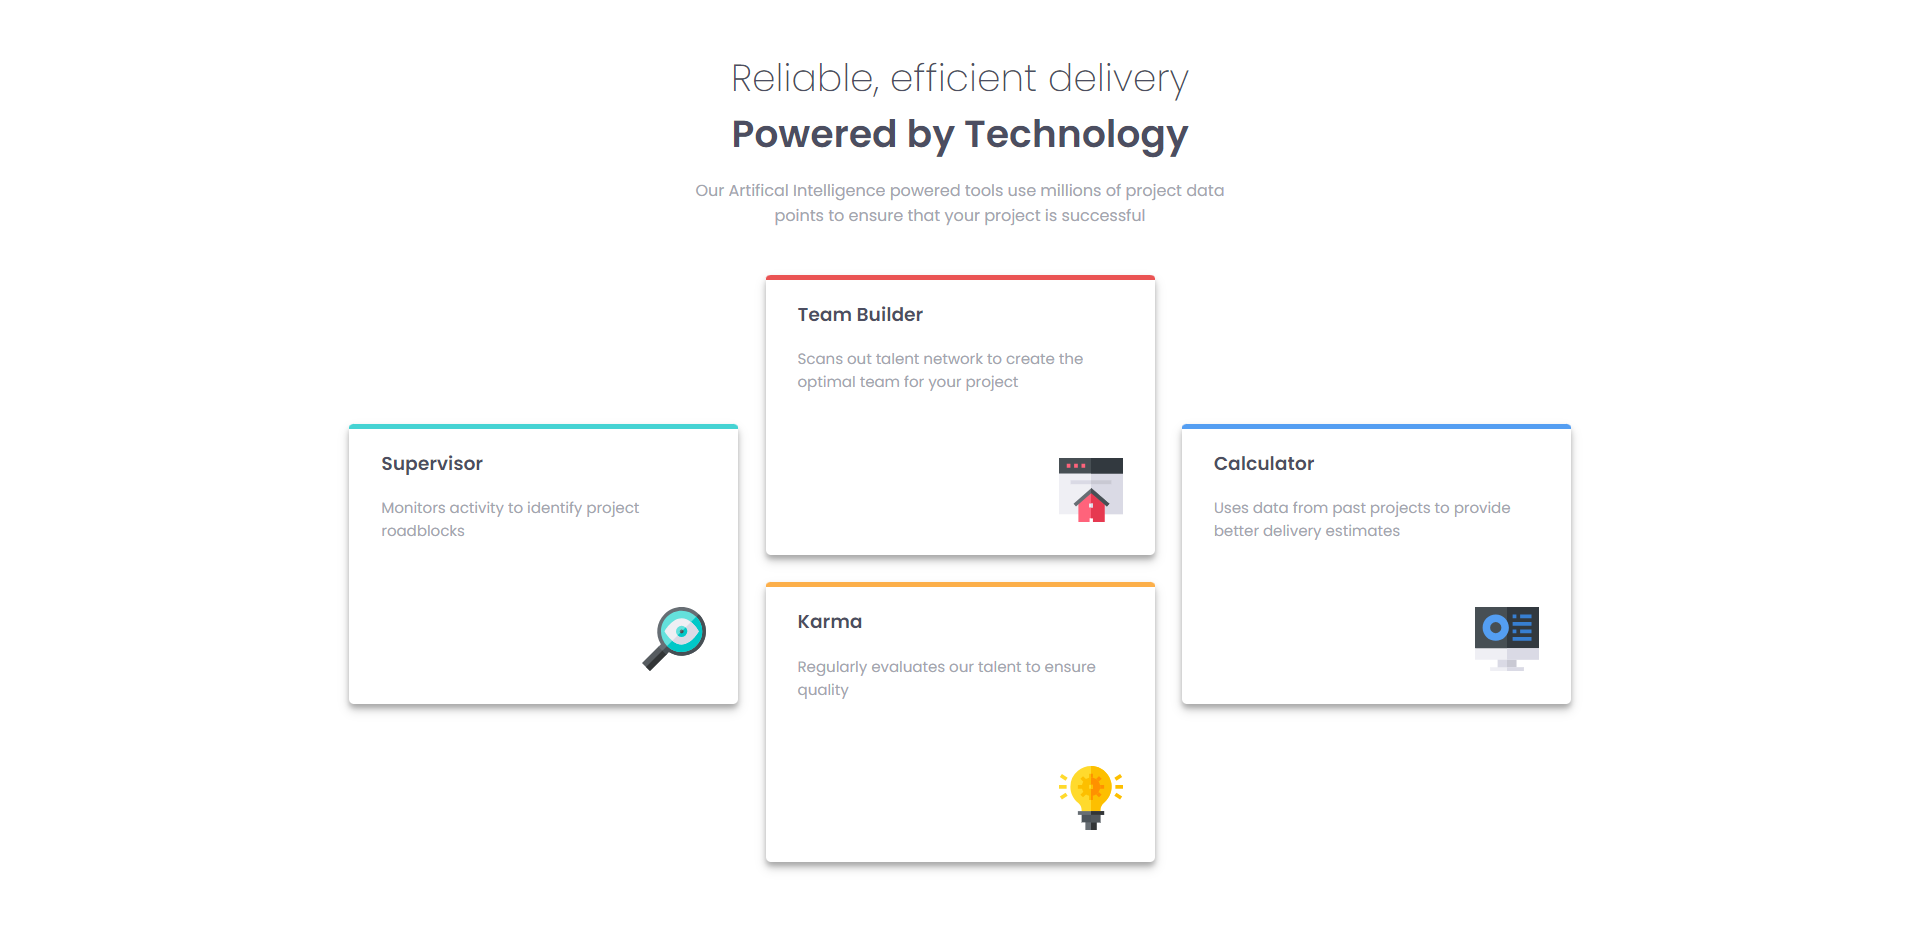 Reliable, efficient delivery
Powered by Technology
Our Artifical Intelligence powered tools use millions of project data
points to ensure that your project is successful
Team Builder
Scans out talent network to create the
optimal team for your project
Supervisor
Monitors activity to identify project
roadblocks
Calculator
Uses data from past projects to provide
better delivery estimates
Karma
Regularly evaluates our talent to ensure
quality